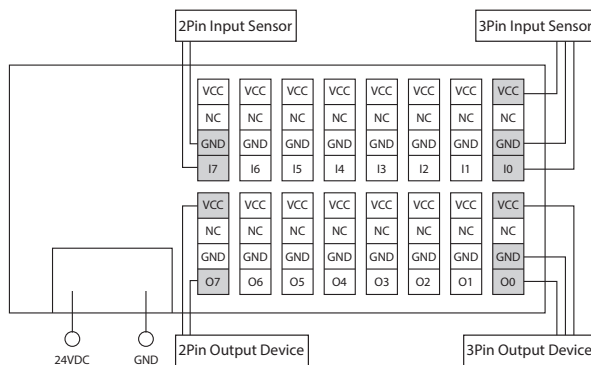 2Pin Input Sensor 3Pin Input Sensor
VCC VCC VCC VCC VCC VCC VCC VCC
NC NC NC NC NC NC NC NC
GND GND GND GND GND GND GND GND
I7 I6 I5 I4 I3 I2 I1 I0
VCC VCC VCC VCC VCC VCC VCC VCC
NC NC NC NC NC NC NC NC
GND GND GND GND GND GND GND GND
O7 O6 O5 O4 O3 O2 O1 O0
24VDC GND 2Pin Output Device 3Pin Output Device